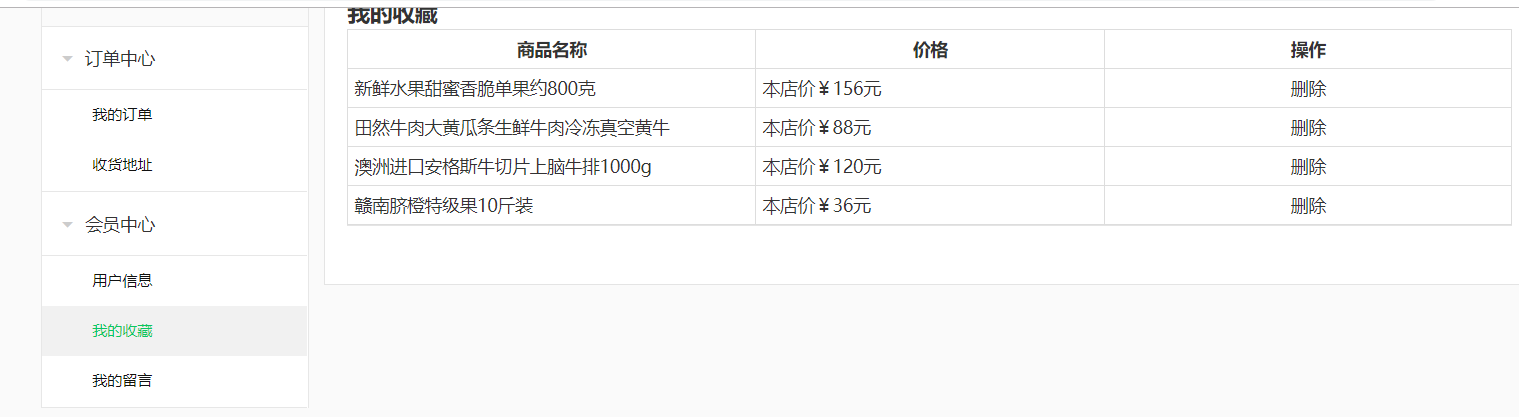 订单中心
我的订单
收货地址
会员中心
用户信息
我的收藏
我的留言
我的收藏
商品名称 价格 操作
新鲜水果甜蜜香脆单果约800克 本店价￥156元 删除
田然牛肉大黄瓜条生鲜牛肉冷冻真空黄牛 本店价￥88元 删除
澳洲进口安格斯牛切片上脑牛排1000g 本店价￥120元 删除
赣南脐橙特级果10斤装 本店价￥36元 删除